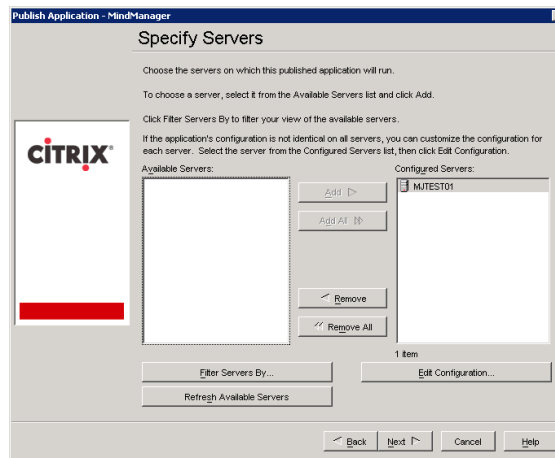 Publish Application - MindManager
Specify Servers
Choose the servers on which this published application will run.
To choose a server, select it from the Available Servers list and click Add.
Click Filter Servers By to filter your view of the available servers.
If the application's configuration is not identical on all servers, you can customize the configuration for
each server. Select the server from the Configured Servers list, then click Edit Configuration.
CITRIX
Available Servers:
Configured Servers:
MJTEST01
Add
Add All
Remove
Remove All
1 item
Filter Servers By...
Edit Configuration...
Refresh Available Servers
Back
Next
Cancel
Help